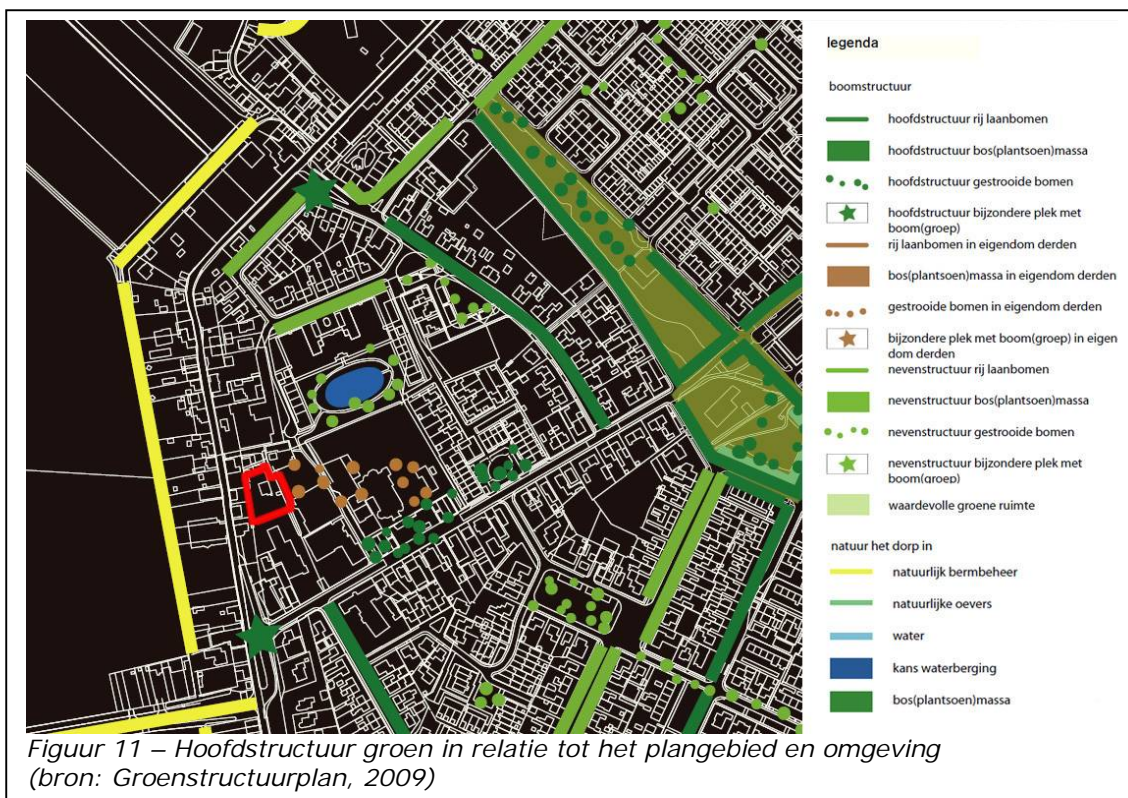 legenda
boomstructuur
hoofdstructuur rij laanbomen
hoofdstructuur bos(plantsoen)massa
hoofdstructuur gestrooide bomen
hoofdstructuur bijzondere plek met
boom(groep)
rij laanbomen in eigendom derden
bos(plantsoen)massa in eigendom derden
gestrooide bomen in eigendom derden
bijzondere plek met boom(groep) in eigen
dom derden
nevenstructuur rij laanbomen
nevenstructuur bos(plantsoen)massa
nevenstructuur gestrooide bomen
nevenstructuur bijzondere plek met
boom(groep)
waardevolle groene ruimte
natuur het dorp in
natuurlijk bermbeheer
natuurlijke oevers
water
kans waterberging
bos(plantsoen)massa
Figuur 11 – Hoofdstructuur groen in relatie tot het plangebied en omgeving
(bron: Groenstructuurplan, 2009)